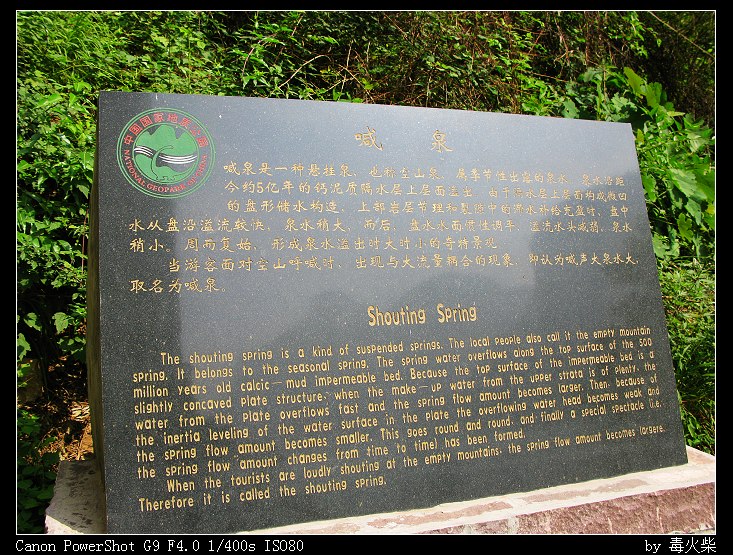 中国国家地质公园
NATIONAL GEOPARK OF CHINA
喊 泉
喊泉是一种悬挂泉，也称空山泉，属季节性出露的泉水。泉水沿距
今约5亿年的钙泥质隔水层上层面溢出，由于隔水层上层面构成微凹
的盘形储水构造，上部岩层节理和裂隙中的水补给充盈时，盘中
水从盘沿溢流较快，泉水稍大，而后，盘水水面惯性调平，溢流水头减弱，泉水
稍小。周而复始，形成泉水溢出时大时小的奇特景观。
当游客面对空山呼喊时，出现与大流量耦合的现象，即认为喊声大泉水大，
取名为喊泉。
Shouting Spring
The shouting spring is a kind of suspended springs. The local people also call it the empty mountain
spring. It belongs to the seasonal spring. The spring water overflows along the top surface of the 500
million years old calcic—mud impermeable bed. Because the top surface of the impermeable bed is a
slightly concaved plate structure, when the make—up water from the upper strata is of plenty, the
water from the plate overflows fast and the spring flow amount becomes larger. Then, because of
the inertia leveling of the water surface in the plate the overflowing water head becomes weak and
the spring flow amount becomes smaller. This goes round and round, and finally a special spectacle (i.e.
the spring flow amount changes from time to time) has been formed.
When the tourists are loudly shouting at the empty mountains, the spring flow amount becomes largere.
Therefore it is called the shouting spring.
Canon PowerShot G9 F4.0 1/400s ISO80
by 毒火柴